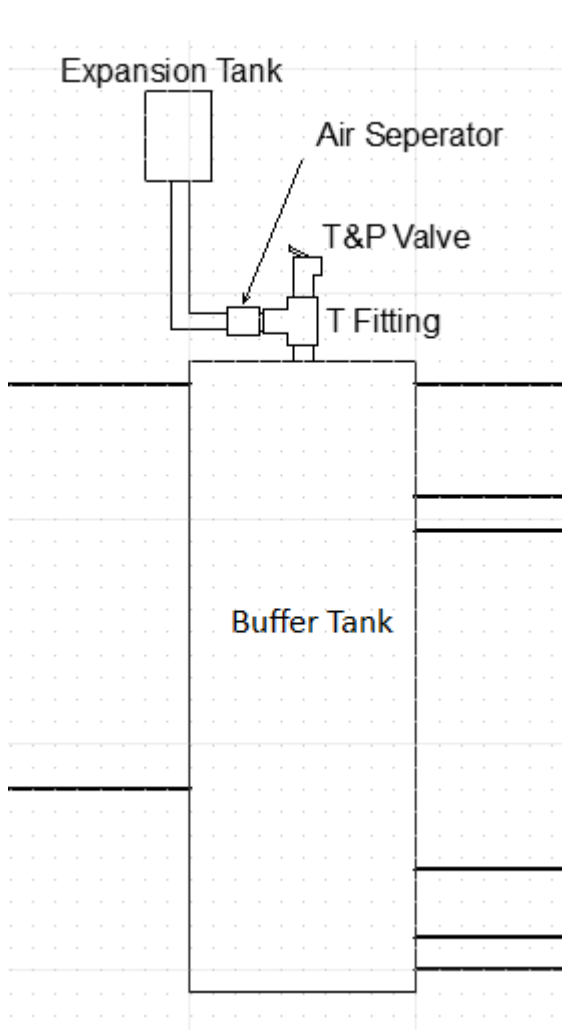 Expansion Tank
Air Seperator
T&P Valve
T Fitting
Buffer Tank